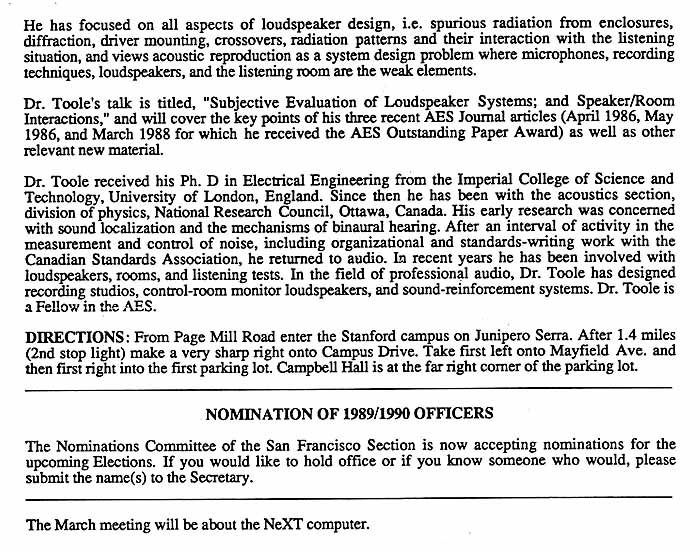 He has focused on all aspects of loudspeaker design, i.e. spurious radiation from enclosures,
diffraction, driver mounting, crossovers, radiation patterns and their interaction with the listening
situation, and views acoustic reproduction as a system design problem where microphones, recording
techniques, loudspeakers, and the listening room are the weak elements.
Dr. Toole's talk is titled, "Subjective Evaluation of Loudspeaker Systems; and Speaker/Room
Interactions," and will cover the key points of his three recent AES Journal articles (April 1986, May
1986, and March 1988 for which he received the AES Outstanding Paper Award) as well as other
relevant new material.
Dr. Toole received his Ph. D in Electrical Engineering from the Imperial College of Science and
Technology, University of London, England. Since then he has been with the acoustics section,
division of physics, National Research Council, Ottawa, Canada. His early research was concerned
with sound localization and the mechanisms of binaural hearing. After an interval of activity in the
measurement and control of noise, including organizational and standards-writing work with the
Canadian Standards Association, he returned to audio. In recent years he has been involved with
loudspeakers, rooms, and listening tests. In the field of professional audio, Dr. Toole has designed
recording studios, control-room monitor loudspeakers, and sound-reinforcement systems. Dr. Toole is
a Fellow in the AES.
DIRECTIONS: From Page Mill Road enter the Stanford campus on Junipero Serra. After 1.4 miles
(2nd stop light) make a very sharp right onto Campus Drive. Take first left onto Mayfield Ave. and
then first right into the first parking lot. Campbell Hall is at the far right corner of the parking lot.
NOMINATION OF 1989/1990 OFFICERS
The Nominations Committee of the San Francisco Section is now accepting nominations for the
upcoming Elections. If you would like to hold office or if you know someone who would, please
submit the name(s) to the Secretary.
The March meeting will be about the NeXT computer.